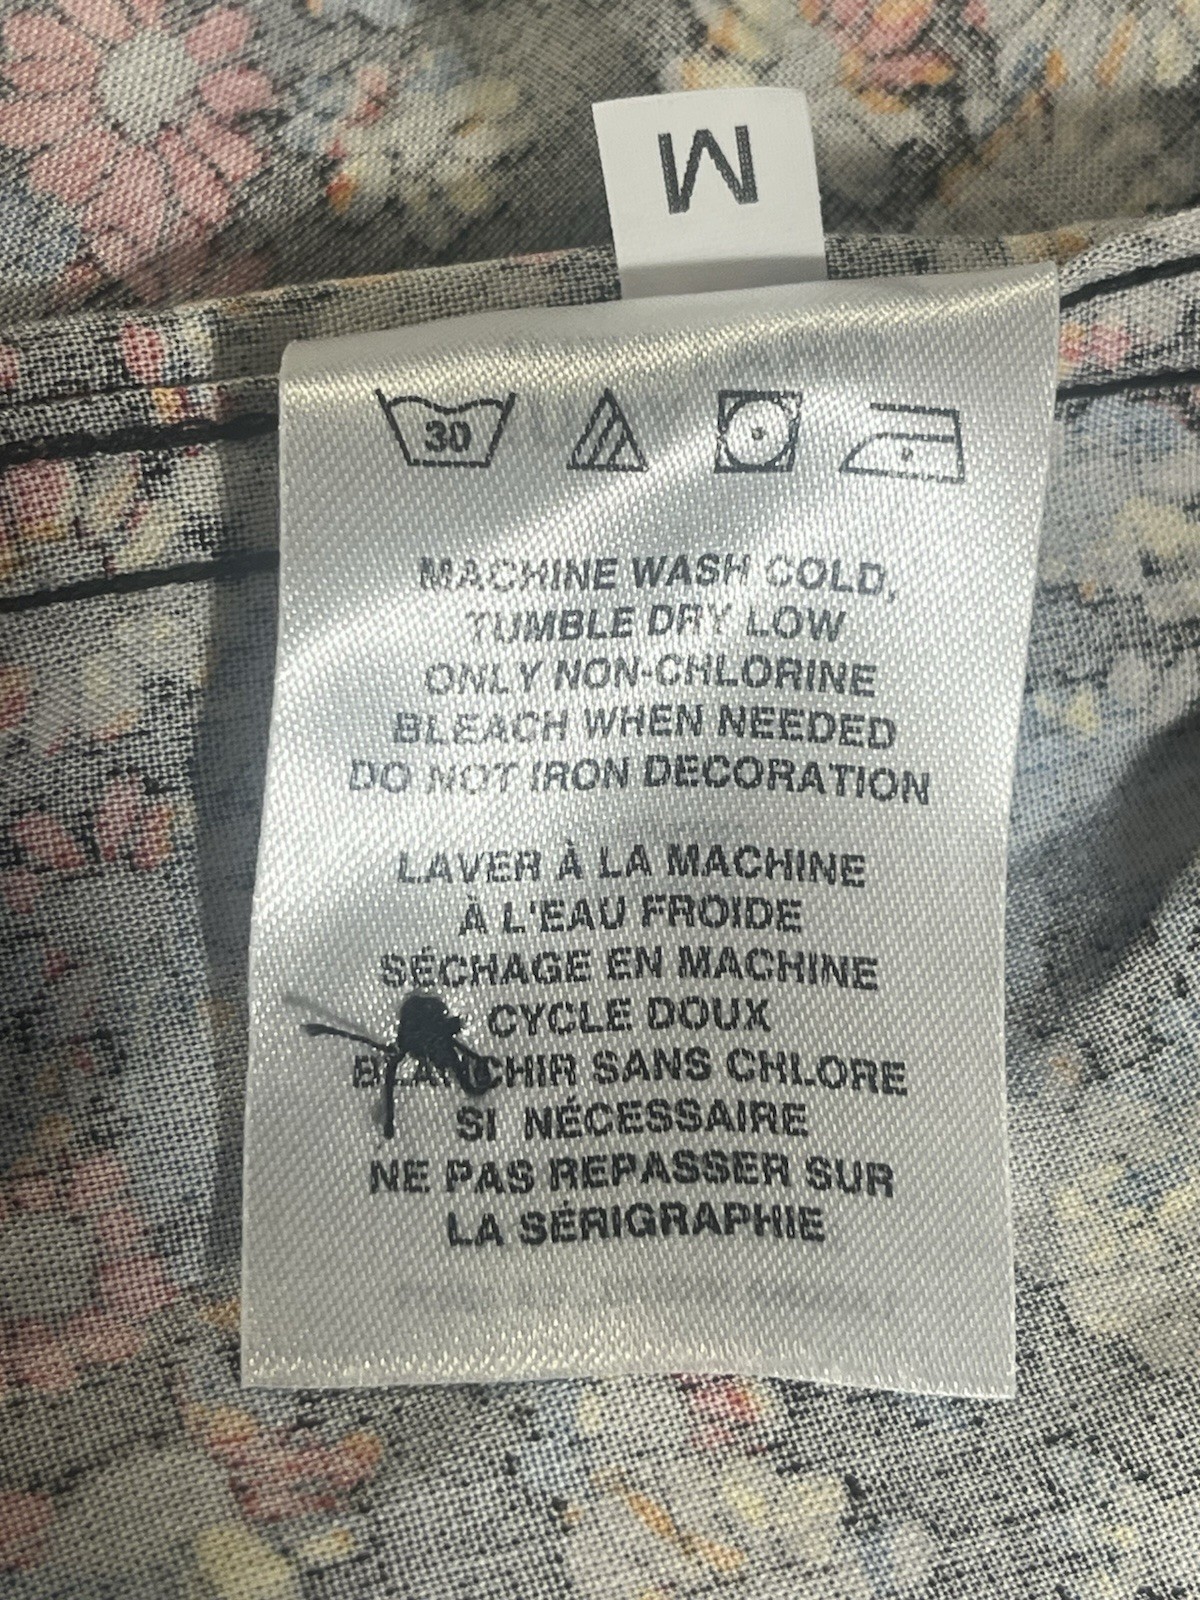 M
30
MACHINE WASH COLD,
TUMBLE DRY LOW
ONLY NON-CHLORINE
BLEACH WHEN NEEDED
DO NOT IRON DECORATION
LAVER À LA MACHINE
À L'EAU FROIDE
SÉCHAGE EN MACHINE
CYCLE DOUX
BLANCHIR SANS CHLORE
SI NÉCESSAIRE
NE PAS REPASSER SUR
LA SÉRIGRAPHIE